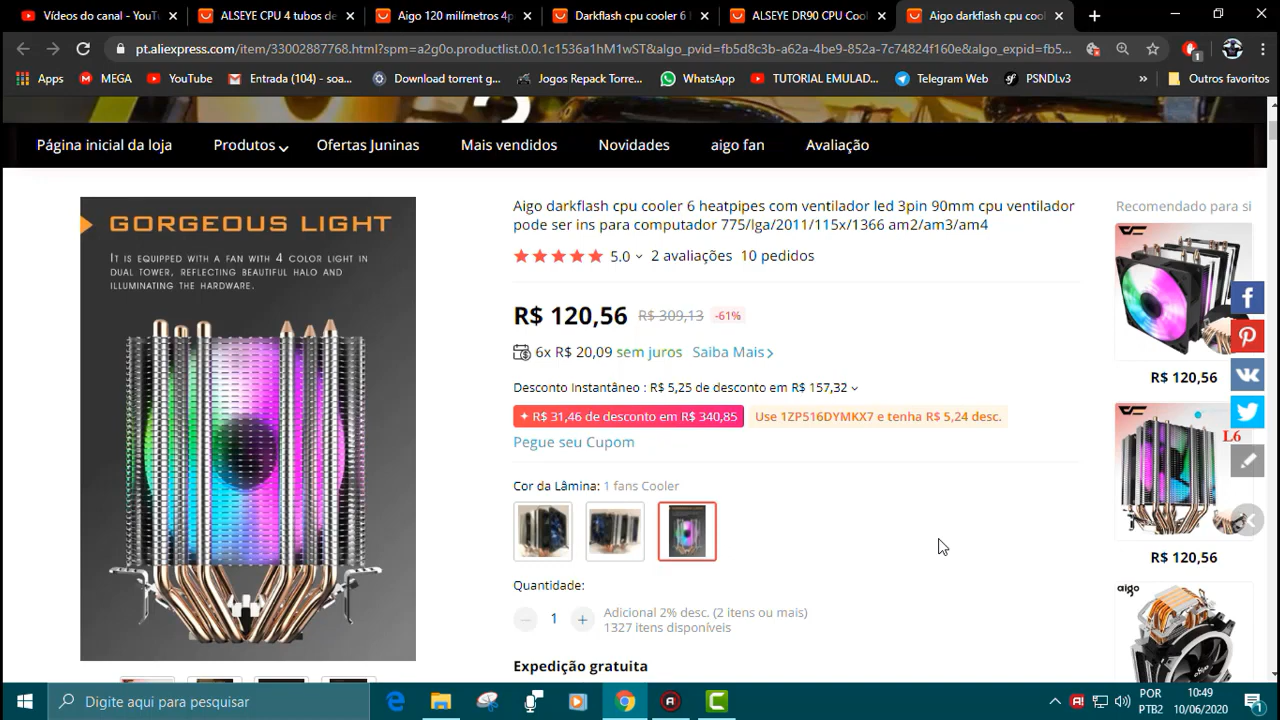 Vídeos do canal - YouTu
ALSEYE CPU 4 tubos de
Aigo 120 milímetros 4p
Darkflash cpu cooler 6 h
ALSEYE DR90 CPU Cool
Aigo darkflash cpu coo
pt.aliexpress.com/item/33002887768.html?spm=a2g0o.productlist.0.0.1c1536a1hM1wST&algo_pvid=fb5d8c3b-a62a-4be9-852a-7c74824f160e&algo_expid=fb5...
1
Apps
MEGA
YouTube
Entrada (104) - soa...
Download torrent g...
Jogos Repack Torre...
WhatsApp
TUTORIAL EMULAD...
Telegram Web
PSNDLv3
»
Outros favoritos
Página inicial da loja
Produtos
Ofertas Juninas
Mais vendidos
Novidades
aigo fan
Avaliação
GORGEOUS LIGHT
IT IS EQUIPPED WITH A FAN WITH 4 COLOR LIGHT IN
DUAL TOWER, REFLECTING BEAUTIFUL HALO AND
ILLUMINATING THE HARDWARE.
Aigo darkflash cpu cooler 6 heatpipes com ventilador led 3pin 90mm cpu ventilador
pode ser ins para computador 775/lga/2011/115x/1366 am2/am3/am4
5.0 2 avaliações 10 pedidos
R$ 120,56 R$ 309,13 -61%
6x R$ 20,09 sem juros Saiba Mais
Desconto Instantâneo : R$ 5,25 de desconto em R$ 157,32
R$ 31,46 de desconto em R$ 340,85
Use 1ZP516DYMKX7 e tenha R$ 5,24 desc.
Pegue seu Cupom
Cor da Lâmina: 1 fans Cooler
Quantidade:
1
Adicional 2% desc. (2 itens ou mais)
1327 itens disponíveis
Expedição gratuita
Recomendado para si
R$ 120,56
L6
R$ 120,56
aigo
Digite aqui para pesquisar
POR
PTB2
10:49
10/06/2020
1